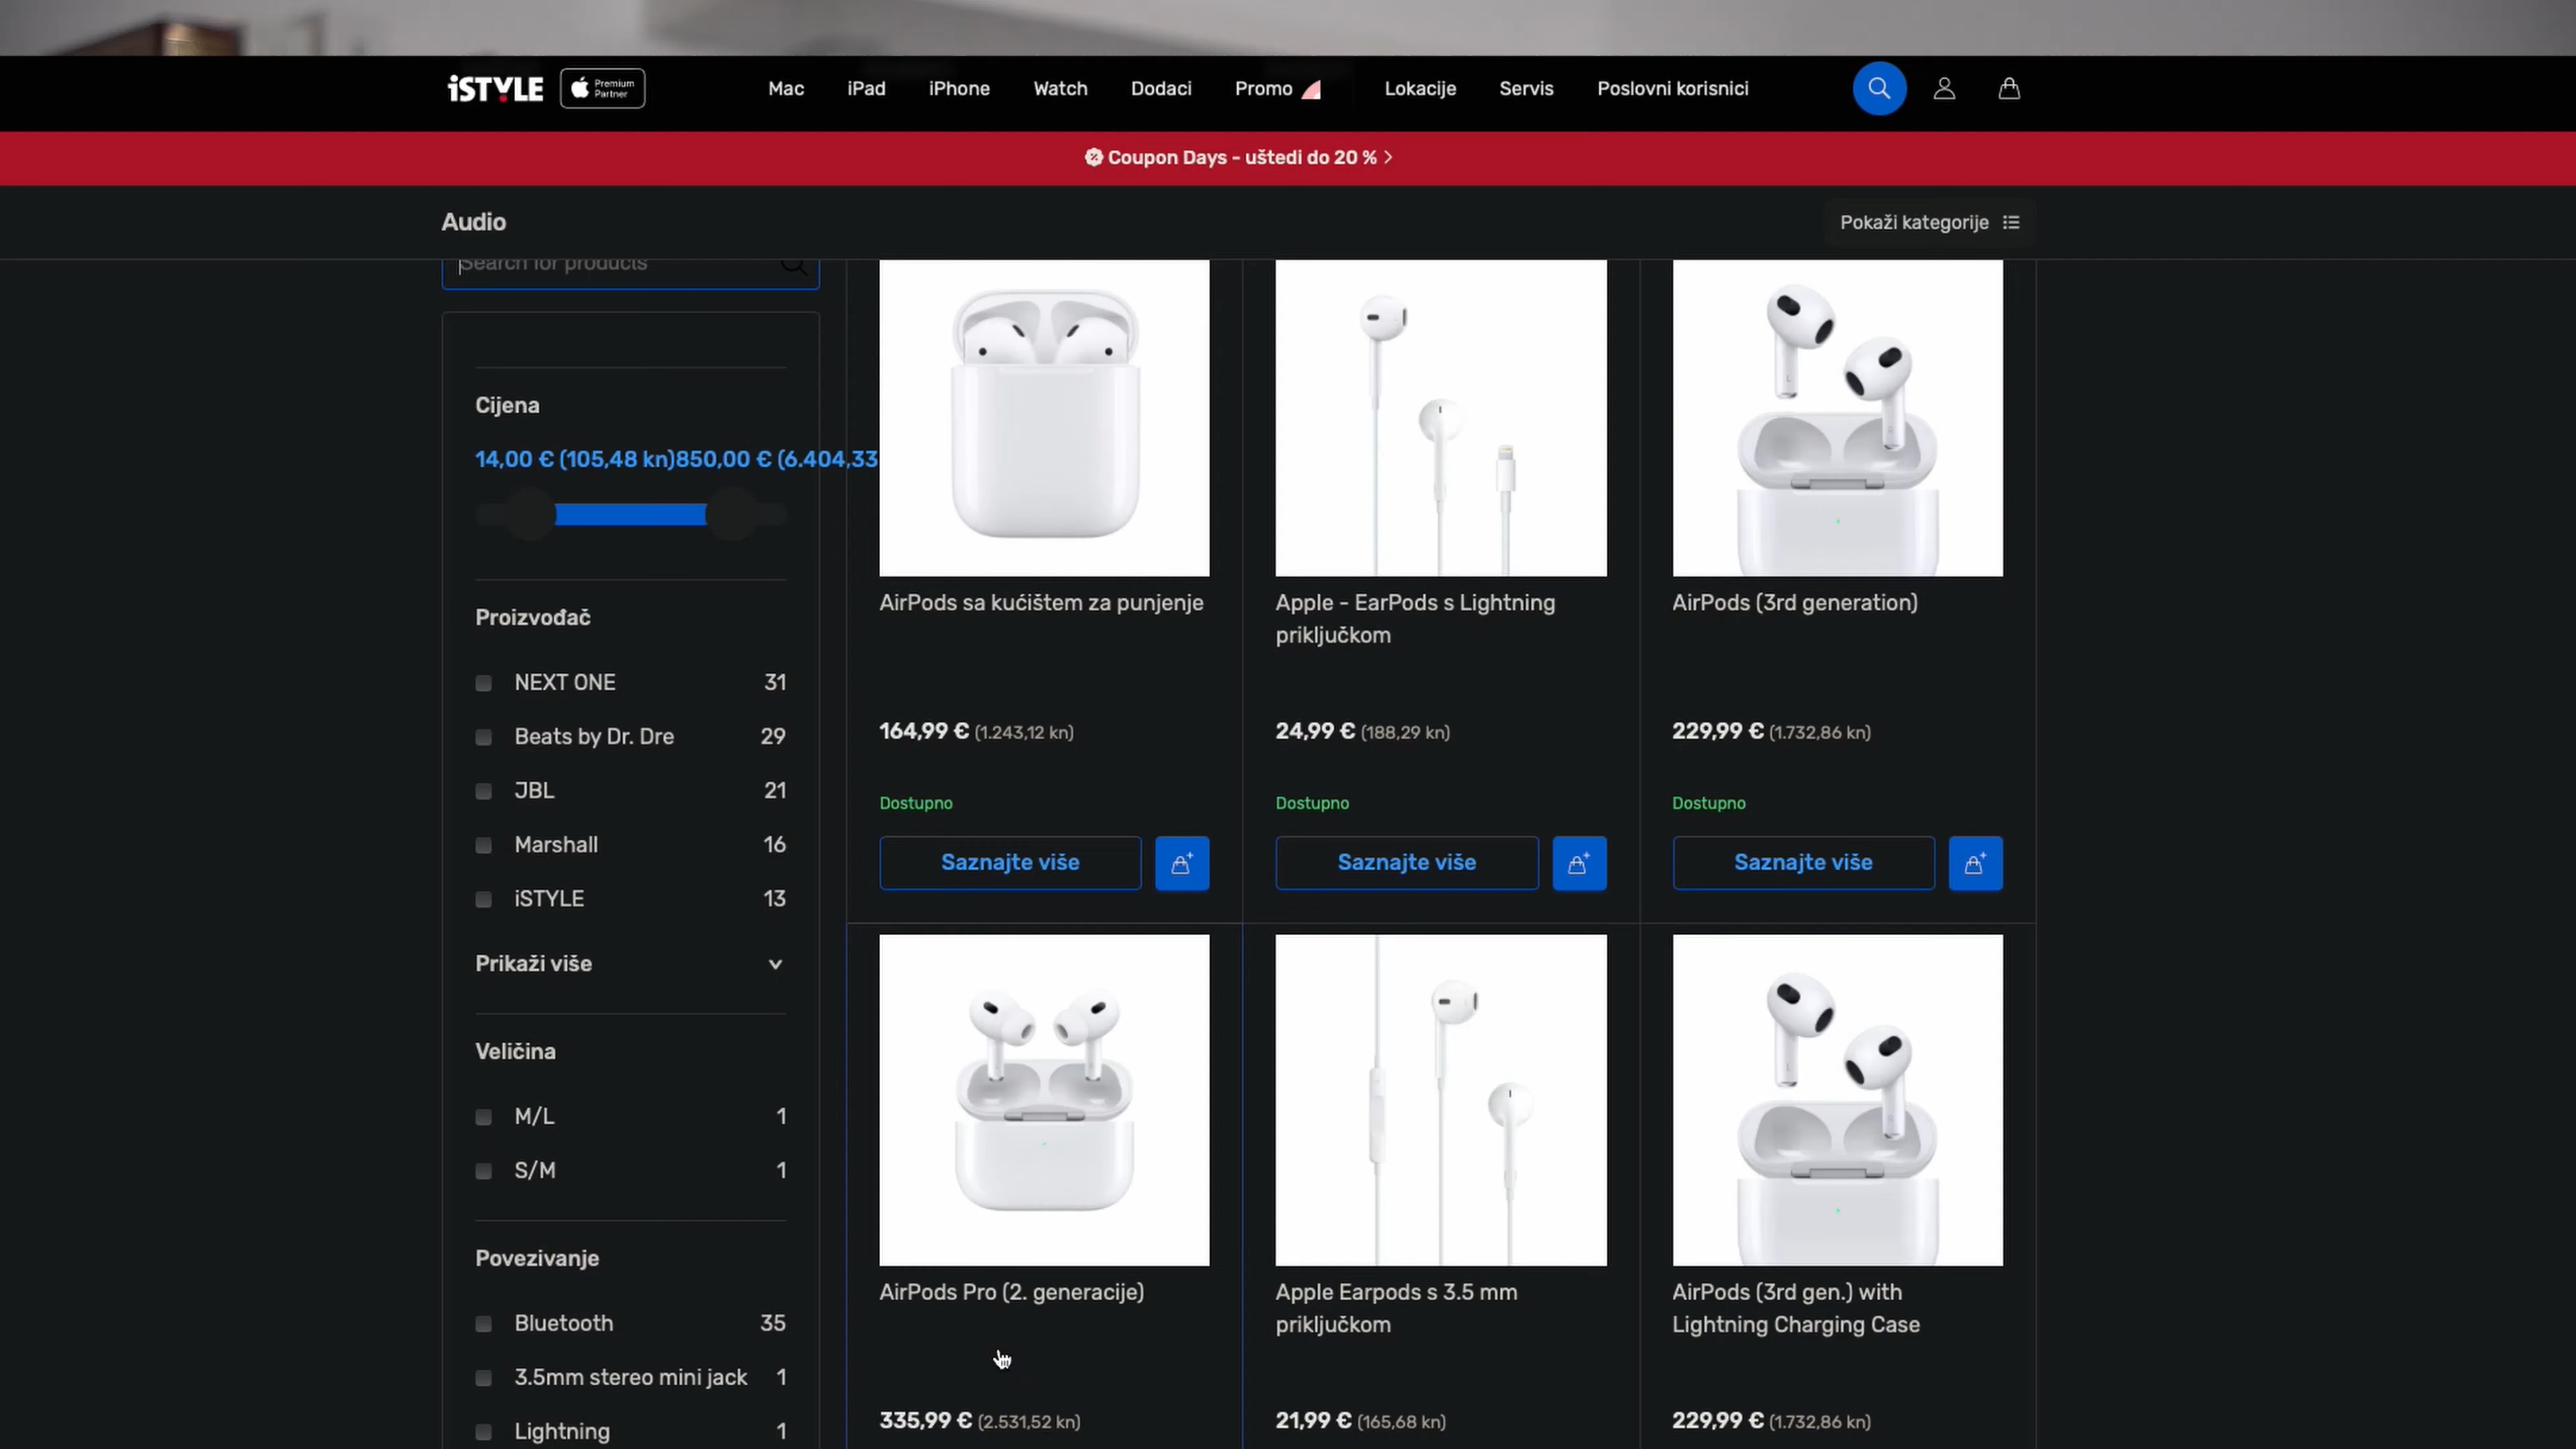 iSTYLE
Premium
Partner
Mac
iPad
iPhone
Watch
Dodaci
Promo
Lokacije
Servis
Poslovni korisnici
Coupon Days - uštedi do 20 %
Audio
Pokaži kategorije
Search for products
Cijena
14,00 € (105,48 kn)850,00 € (6.404,33
Proizvođač
NEXT ONE 31
Beats by Dr. Dre 29
JBL 21
Marshall 16
iSTYLE 13
Prikaži više
Veličina
M/L 1
S/M 1
Povezivanje
Bluetooth 35
3.5mm stereo mini jack 1
Lightning 1
AirPods sa kućištem za punjenje
164,99 € (1.243,12 kn)
Dostupno
Saznajte više
Apple - EarPods s Lightning
priključkom
24,99 € (188,29 kn)
Dostupno
Saznajte više
AirPods (3rd generation)
229,99 € (1.732,86 kn)
Dostupno
Saznajte više
AirPods Pro (2. generacije)
335,99 € (2.531,52 kn)
Apple Earpods s 3.5 mm
priključkom
21,99 € (165,68 kn)
AirPods (3rd gen.) with
Lightning Charging Case
229,99 € (1.732,86 kn)